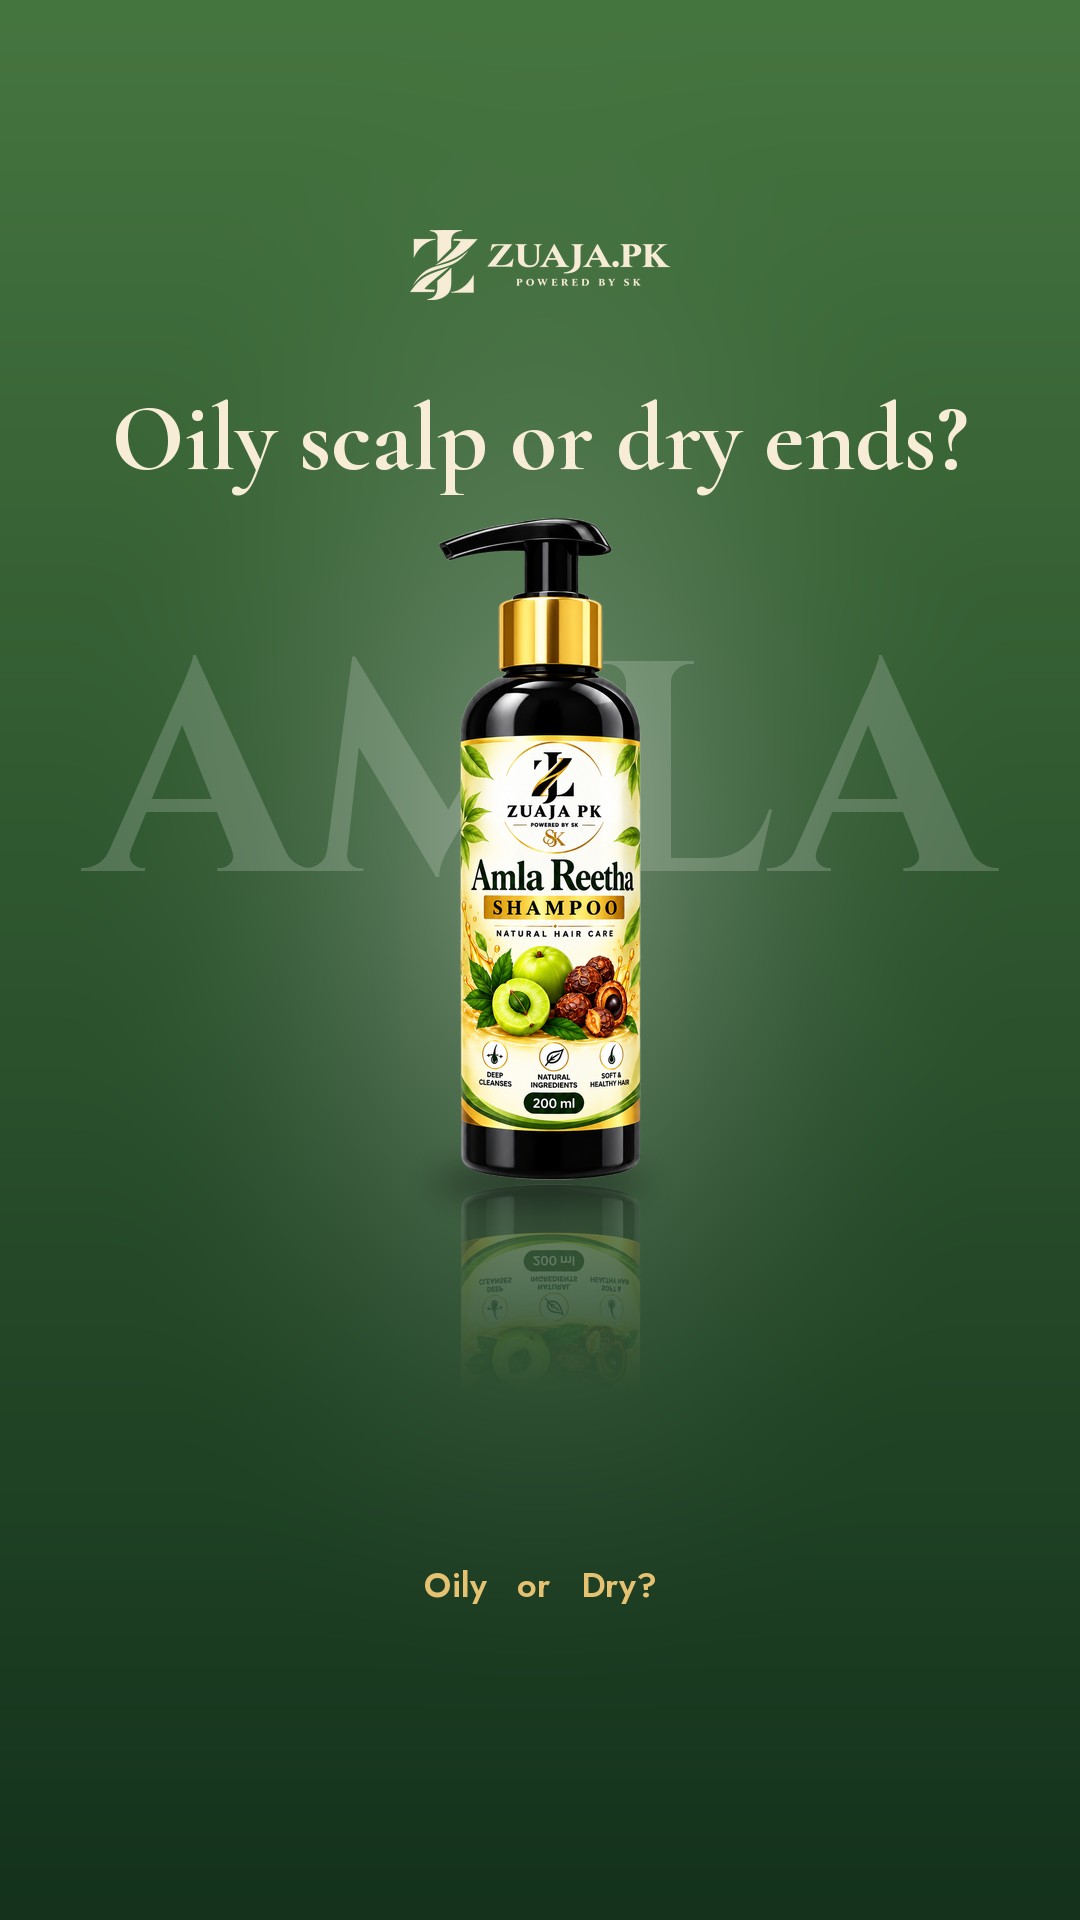 ZUAJA.PK
POWERED BY SK
Oily scalp or dry ends?
AMLA
ZUAJA PK
POWERED BY SK
SK
Amla Reetha
SHAMPOO
NATURAL HAIR CARE
DEEP CLEANSES
NATURAL INGREDIENTS
SOFT & HEALTHY HAIR
200 ml
Oily or Dry?